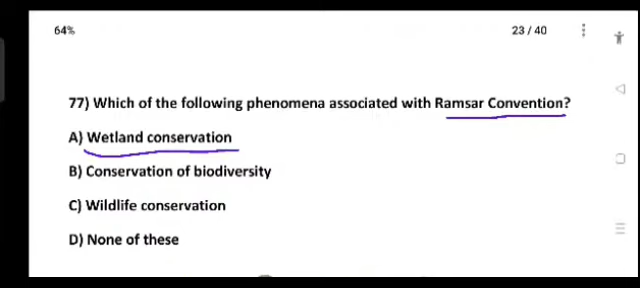 64%
23 / 40
77) Which of the following phenomena associated with Ramsar Convention?
A) Wetland conservation
B) Conservation of biodiversity
C) Wildlife conservation
D) None of these